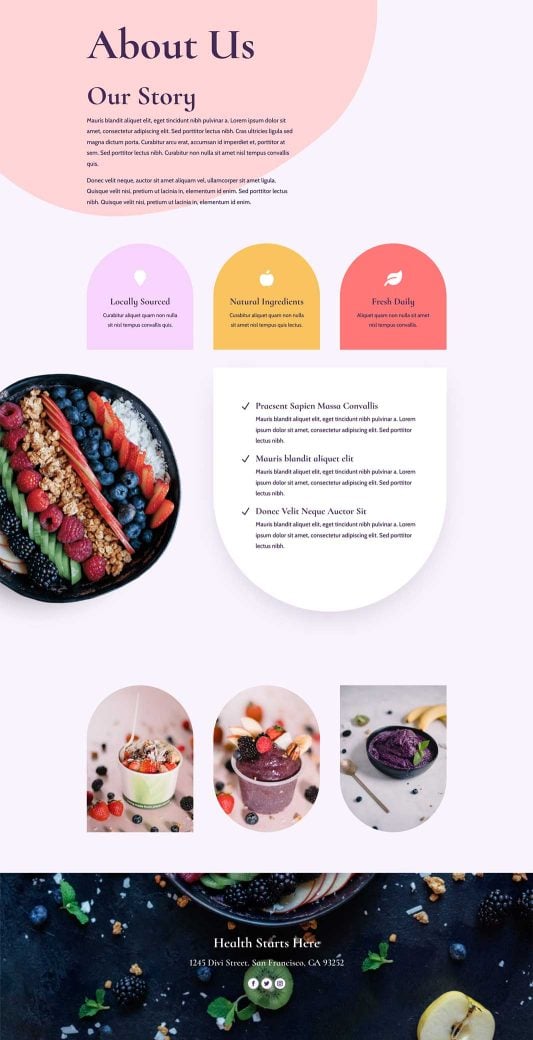 About Us
Our Story
Mauris blandit aliquet elit, eget tincidunt nibh pulvinar a. Lorem ipsum dolor sit
amet, consectetur adipiscing elit. Sed porttitor lectus nibh. Cras ultricies ligula sed
magna dictum porta. Curabitur arcu erat, accumsan id imperdiet et, porttitor at
sem. Sed porttitor lectus nibh. Curabitur non nulla sit amet nisl tempus convallis
quis.
Donec velit neque, auctor sit amet aliquam vel, ullamcorper sit amet ligula.
Quisque velit nisi, pretium ut lacinia in, elementum id enim. Sed porttitor lectus
nibh. Quisque velit nisi, pretium ut lacinia in, elementum id enim.
Locally Sourced
Curabitur aliquet quam non nulla
sit nisl tempus convallis quis.
Natural Ingredients
Curabitur aliquet quam non nulla
sit amet nisl tempus quis lectus.
Fresh Daily
Aliquet quam non nulla sit amet
nisl tempus convallis.
Praesent Sapien Massa Convallis
Mauris blandit aliquet elit, eget tincidunt nibh pulvinar a. Lorem
ipsum dolor sit amet, consectetur adipiscing elit. Sed porttitor
lectus nibh.
Mauris blandit aliquet elit
Mauris blandit aliquet elit, eget tincidunt nibh pulvinar a. Lorem
ipsum dolor sit amet, consectetur adipiscing elit. Sed porttitor
lectus nibh.
Donec Velit Neque Auctor Sit
Mauris blandit aliquet elit, eget tincidunt nibh pulvinar a. Lorem
ipsum dolor sit amet, consectetur adipiscing elit. Sed porttitor
lectus nibh.
Health Starts Here
1245 Divi Street. San Francisco, CA 93252